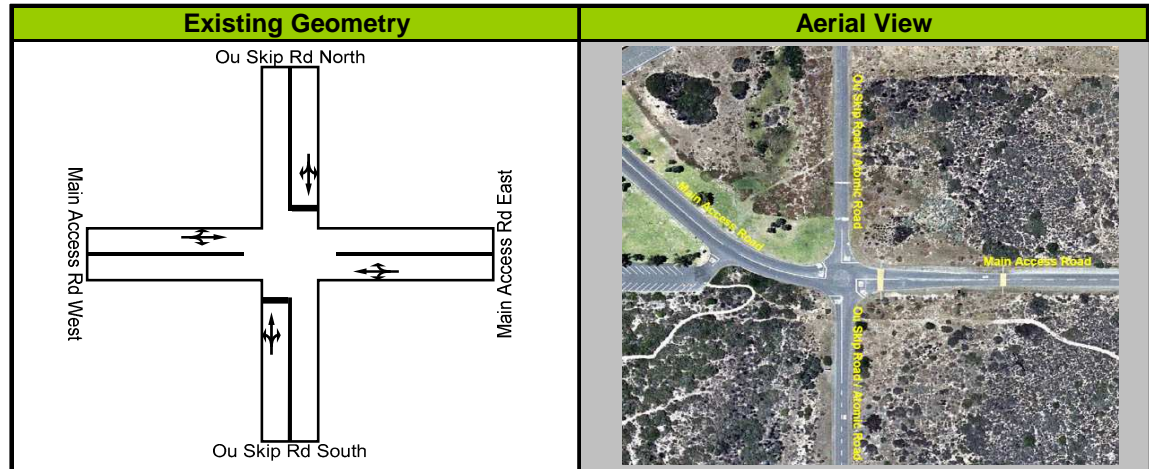 Existing Geometry
Aerial View
Ou Skip Rd North
Main Access Rd West
Main Access Rd East
Ou Skip Rd South
Ou Skip Road / Atomic Road
Main Access Road
Main Access Road
Ou Skip Road / Atomic Road